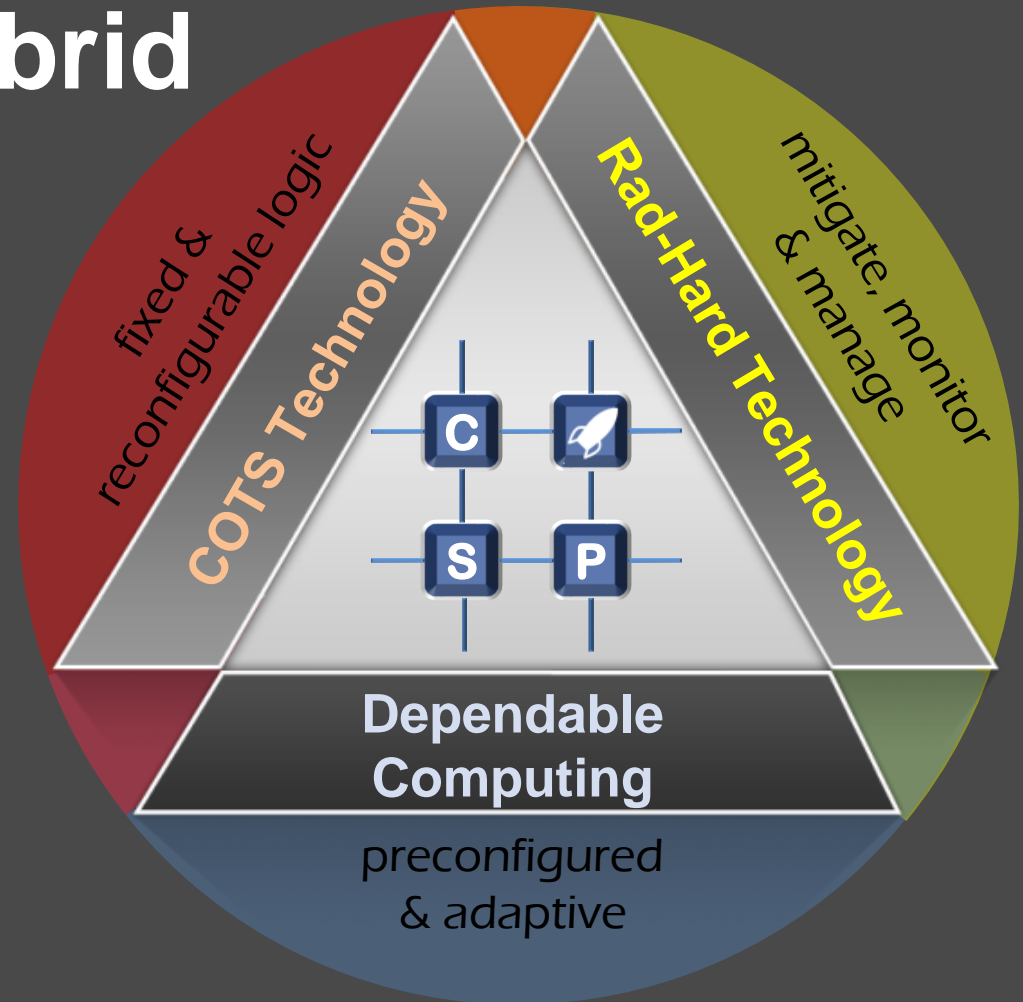 brid
fixed &
reconfigurable logic
COTS Technology
Rad-Hard Technology
mitigate, monitor
& manage
C
S P
Dependable
Computing
preconfigured
& adaptive